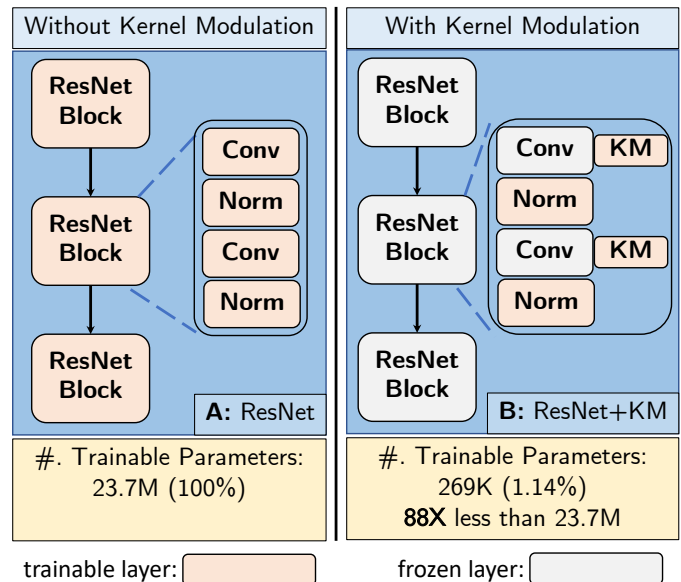 Without Kernel Modulation
ResNet
Block
ResNet
Block
ResNet
Block
Conv
Norm
Conv
Norm
A: ResNet
#. Trainable Parameters:
23.7M (100%)
With Kernel Modulation
ResNet
Block
ResNet
Block
ResNet
Block
Conv KM
Norm
Conv KM
Norm
B: ResNet+KM
#. Trainable Parameters:
269K (1.14%)
88X less than 23.7M
trainable layer:
frozen layer: